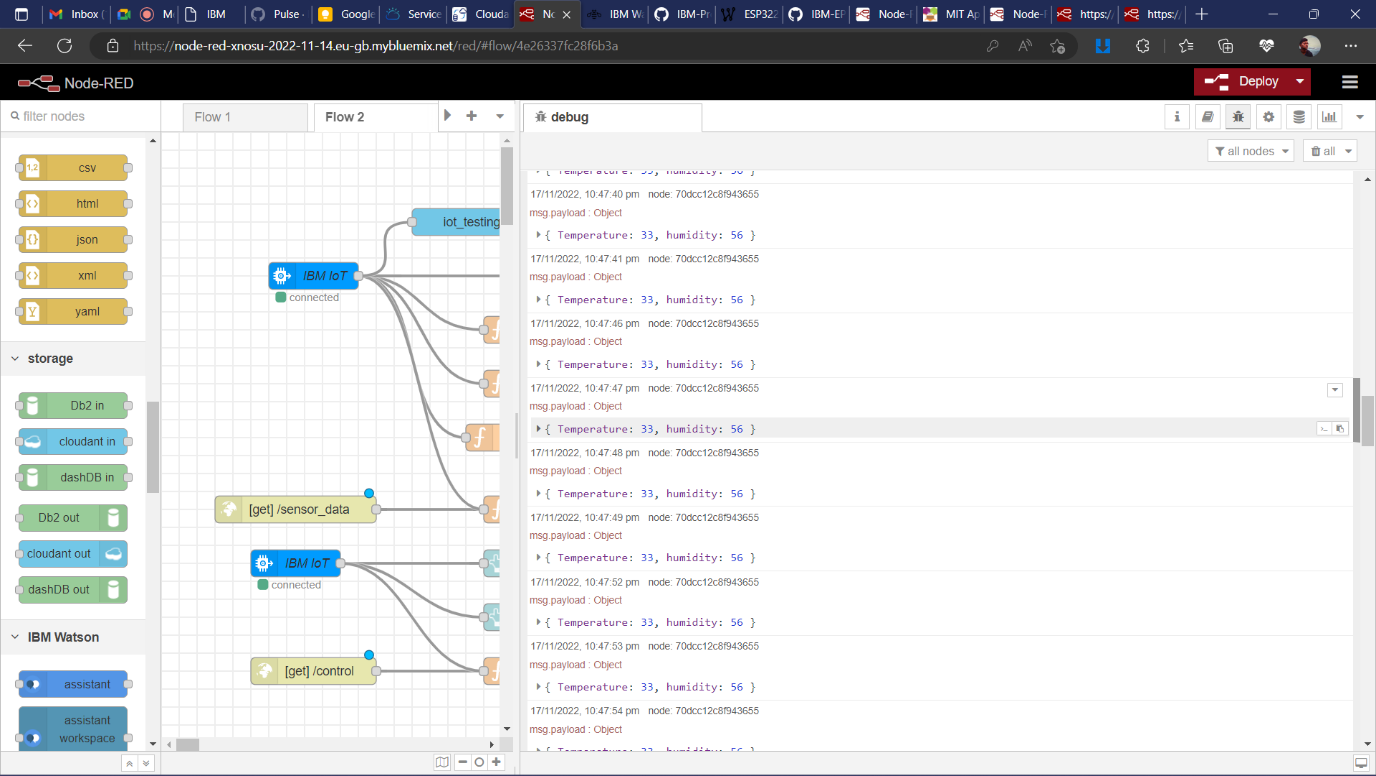 Inbox (
M
IBM
Pulse -
Google
Service
Clouda
No
IBM W
IBM-Pr
ESP322
IBM-EP
Node-
MIT Ap
Node-
https:/
https:/
https://node-red-xnosu-2022-11-14.eu-gb.mybluemix.net/red/#flow/4e26337fc28f6b3a
Node-RED
Deploy
filter nodes
Flow 1
Flow 2
debug
all nodes
all
csv
html
json
xml
yaml
storage
Db2 in
cloudant in
dashDB in
Db2 out
cloudant out
dashDB out
IBM Watson
assistant
assistant
workspace
iot_testing
IBM IoT
connected
[get] /sensor_data
IBM IoT
connected
[get] /control
{ Temperature: 33, humidity: 56 }
17/11/2022, 10:47:40 pm node: 70dcc12c8f943655
msg.payload : Object
{ Temperature: 33, humidity: 56 }
17/11/2022, 10:47:41 pm node: 70dcc12c8f943655
msg.payload : Object
{ Temperature: 33, humidity: 56 }
17/11/2022, 10:47:46 pm node: 70dcc12c8f943655
msg.payload : Object
{ Temperature: 33, humidity: 56 }
17/11/2022, 10:47:47 pm node: 70dcc12c8f943655
msg.payload : Object
{ Temperature: 33, humidity: 56 }
17/11/2022, 10:47:48 pm node: 70dcc12c8f943655
msg.payload : Object
{ Temperature: 33, humidity: 56 }
17/11/2022, 10:47:49 pm node: 70dcc12c8f943655
msg.payload : Object
{ Temperature: 33, humidity: 56 }
17/11/2022, 10:47:52 pm node: 70dcc12c8f943655
msg.payload : Object
{ Temperature: 33, humidity: 56 }
17/11/2022, 10:47:53 pm node: 70dcc12c8f943655
msg.payload : Object
{ Temperature: 33, humidity: 56 }
17/11/2022, 10:47:54 pm node: 70dcc12c8f943655
msg.payload : Object
{ Temperature: 33, humidity: 56 }